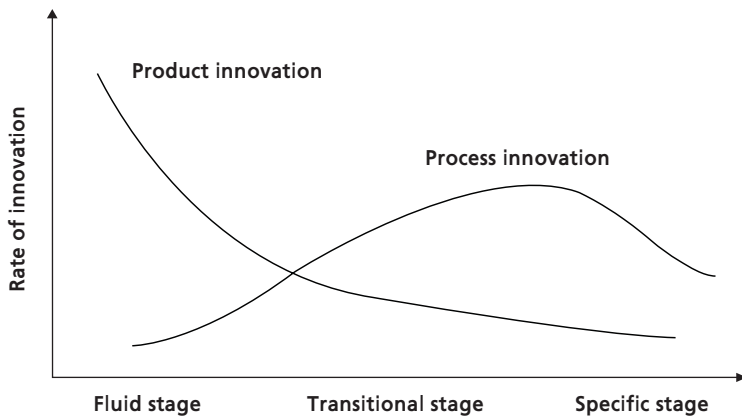 Product innovation
Process innovation
Rate of innovation
Fluid stage
Transitional stage
Specific stage